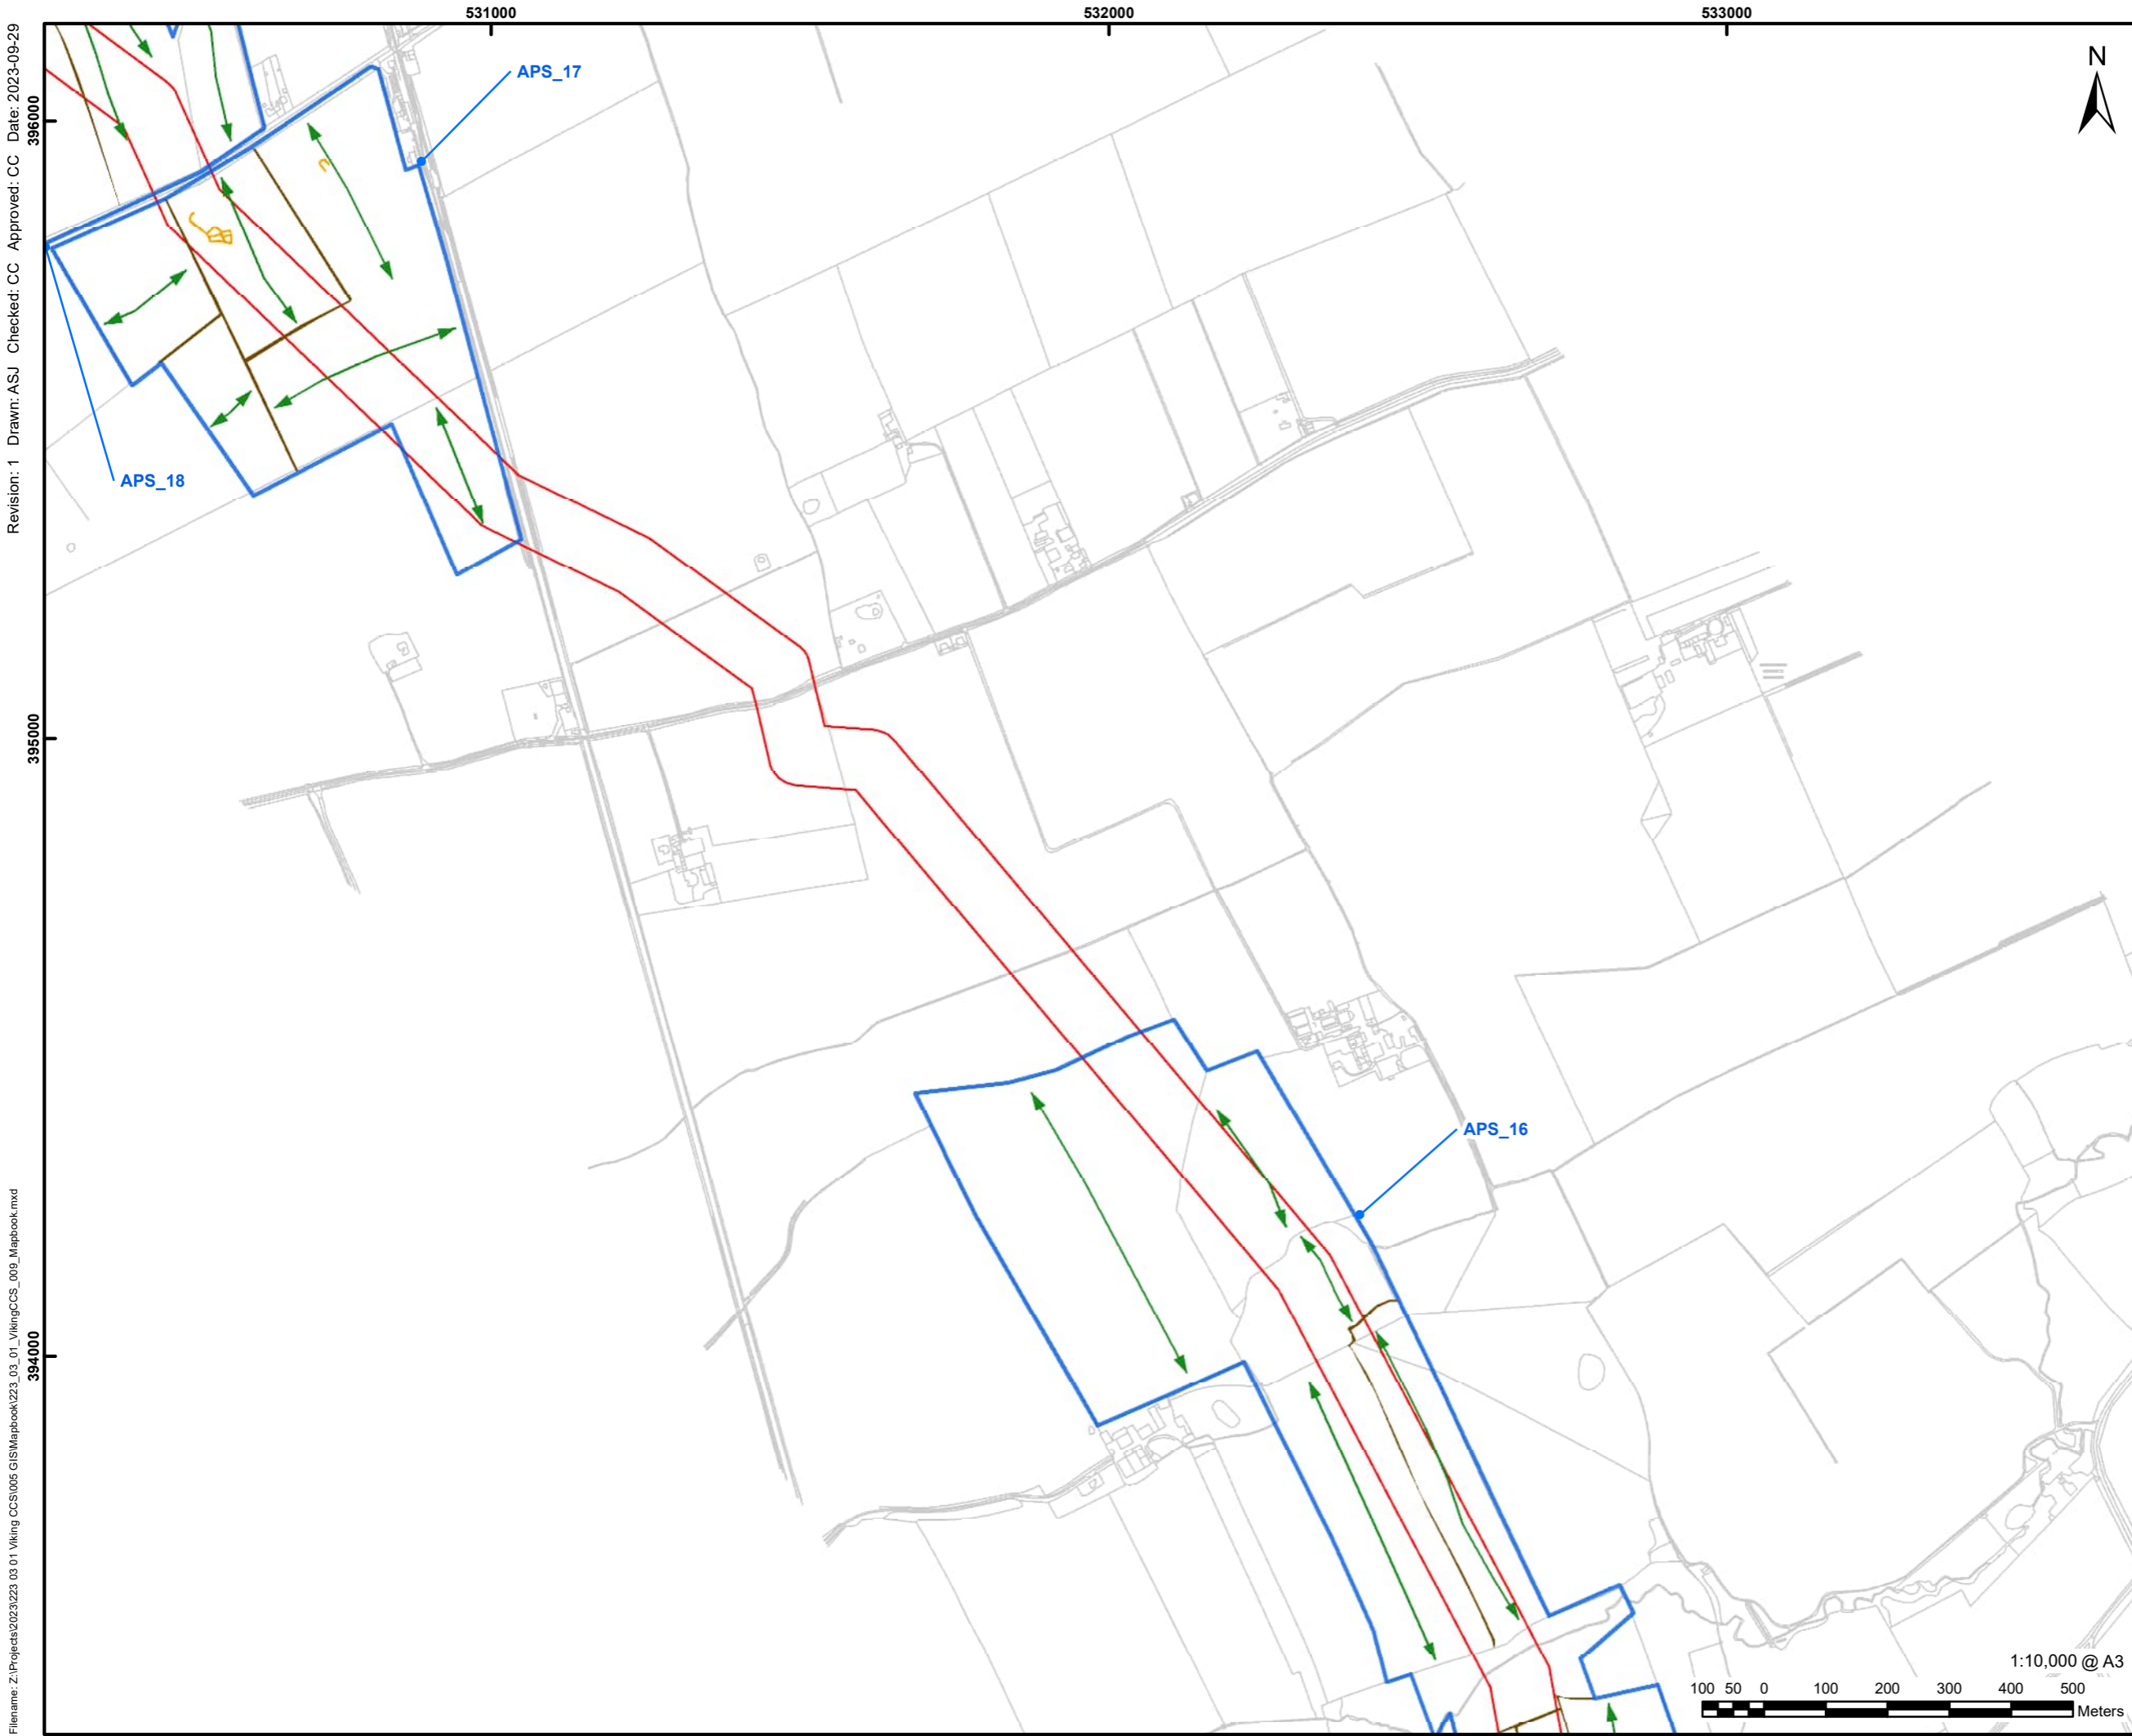 531000
532000
533000
Revision: 1 Drawn: ASJ Checked: CC Approved: CC Date: 2023-09-29
N
396000
APS_17
APS_18
395000
APS_16
394000
Filename: Z:\Projects\2023\223 03 01 Viking CCS\005 GIS\Mapbook\223_03_01_VikingCCS_009_Mapbook.mxd
1:10,000 @ A3
100 50 0 100 200 300 400 500
Meters